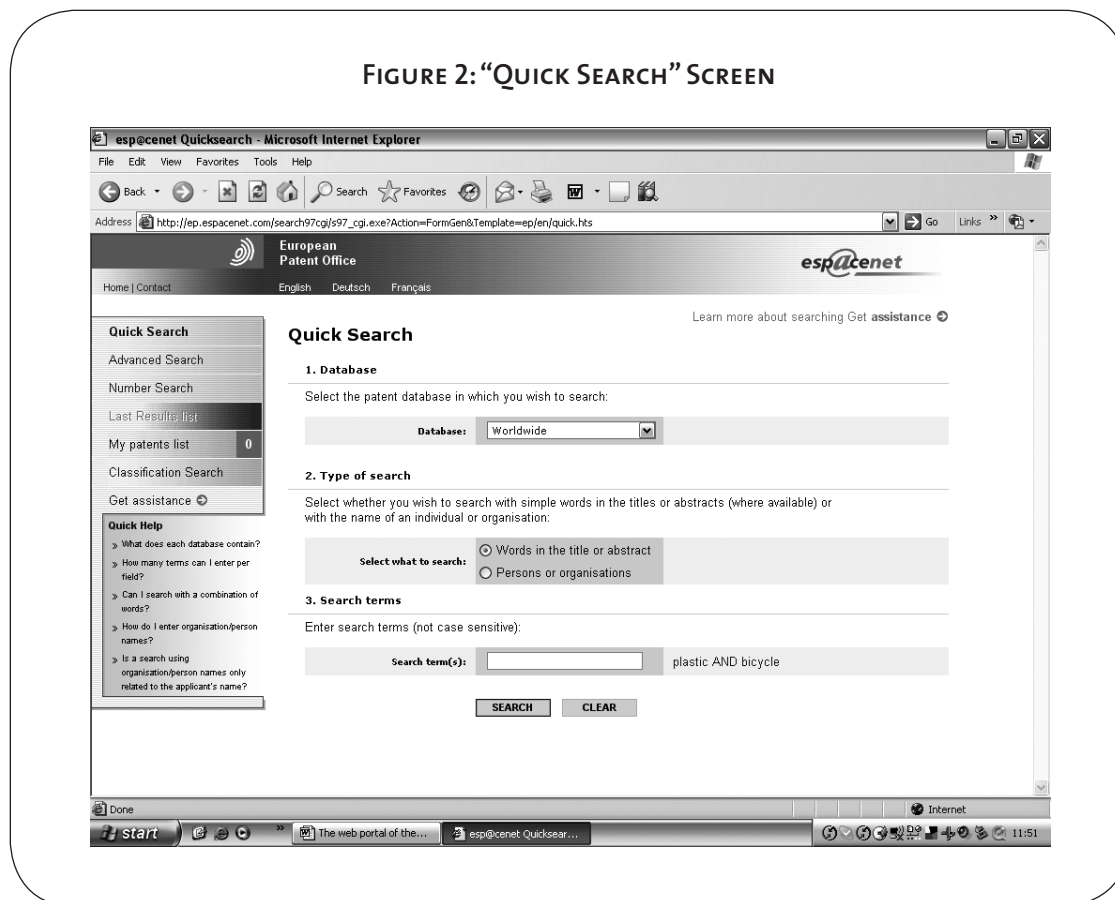 FIGURE 2: “QUICK SEARCH” SCREEN
esp@cenet Quicksearch - Microsoft Internet Explorer
File Edit View Favorites Tools Help
Back Search Favorites
Address http://ep.espacenet.com/search97cgi/s97_cgi.exe?Action=FormGen&Template=ep/en/quick.hts Go Links »
European
Patent Office
esp@cenet
Home | Contact English Deutsch Français
Learn more about searching Get assistance
Quick Search
Advanced Search
Number Search
Last Results list
My patents list 0
Classification Search
Get assistance
Quick Help
» What does each database contain?
» How many terms can I enter per
field?
» Can I search with a combination of
words?
» How do I enter organisation/person
names?
» Is a search using
organisation/person names only
related to the applicant's name?
Quick Search
1. Database
Select the patent database in which you wish to search:
Database: Worldwide
2. Type of search
Select whether you wish to search with simple words in the titles or abstracts (where available) or
with the name of an individual or organisation:
Select what to search: Words in the title or abstract
Persons or organisations
3. Search terms
Enter search terms (not case sensitive):
Search term(s): plastic AND bicycle
SEARCH CLEAR
Done Internet
start » The web portal of the... esp@cenet Quicksear... 11:51